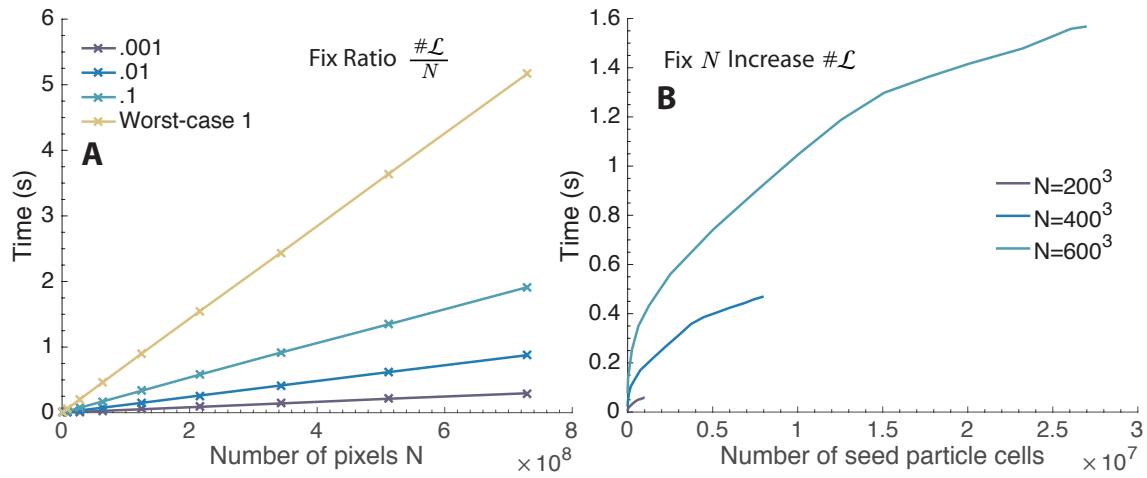 6
5
4
3
2
1
0
Time (s)
.001
.01
.1
Worst-case 1
A
Fix Ratio #ℒ/N
0 2 4 6 8
× 10^8
Number of pixels N
1.6
1.4
1.2
1
0.8
0.6
0.4
0.2
0
Time (s)
Fix N Increase #ℒ
B
N=200^3
N=400^3
N=600^3
0 0.5 1 1.5 2 2.5 3
× 10^7
Number of seed particle cells